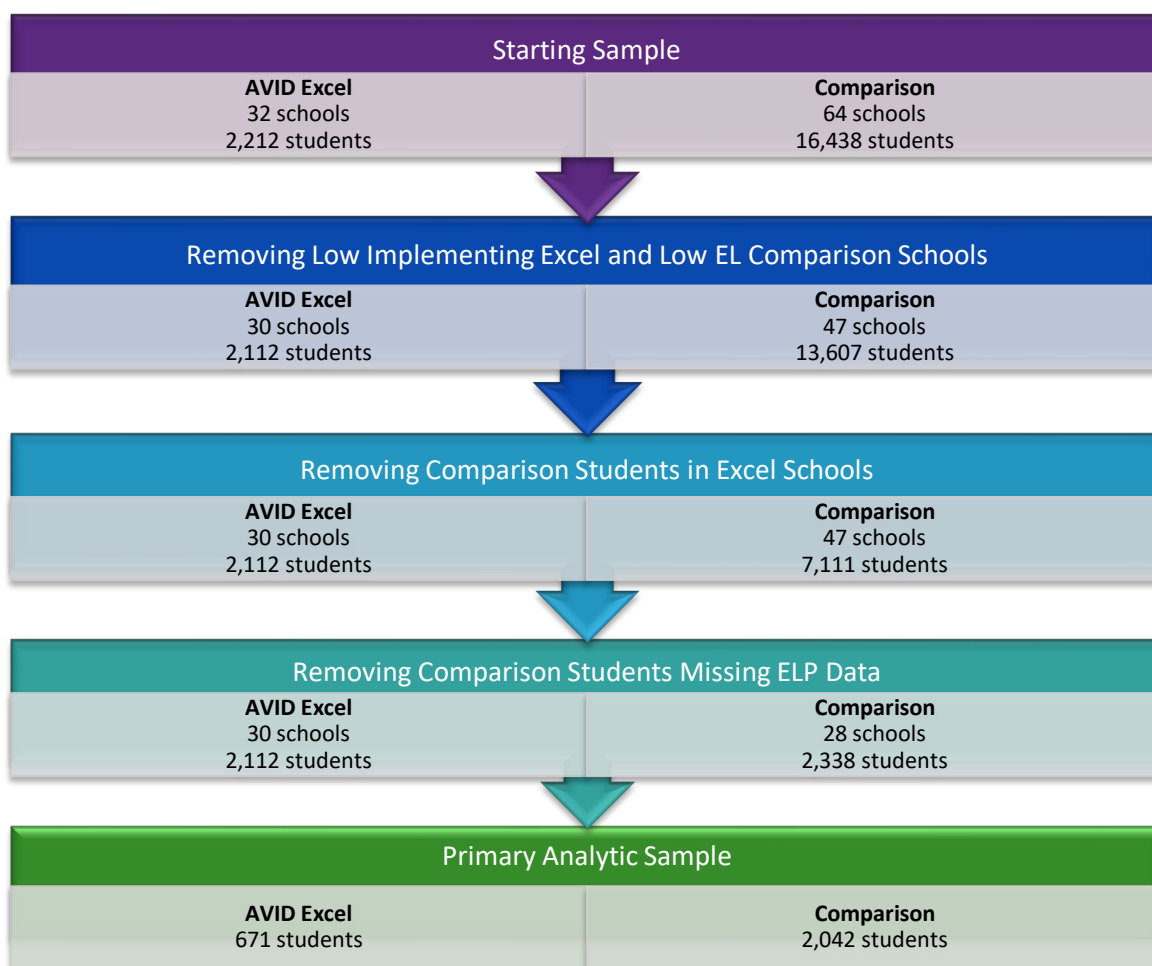 Starting Sample
AVID Excel
32 schools
2,212 students
Comparison
64 schools
16,438 students
Removing Low Implementing Excel and Low EL Comparison Schools
AVID Excel
30 schools
2,112 students
Comparison
47 schools
13,607 students
Removing Comparison Students in Excel Schools
AVID Excel
30 schools
2,112 students
Comparison
47 schools
7,111 students
Removing Comparison Students Missing ELP Data
AVID Excel
30 schools
2,112 students
Comparison
28 schools
2,338 students
Primary Analytic Sample
AVID Excel
671 students
Comparison
2,042 students